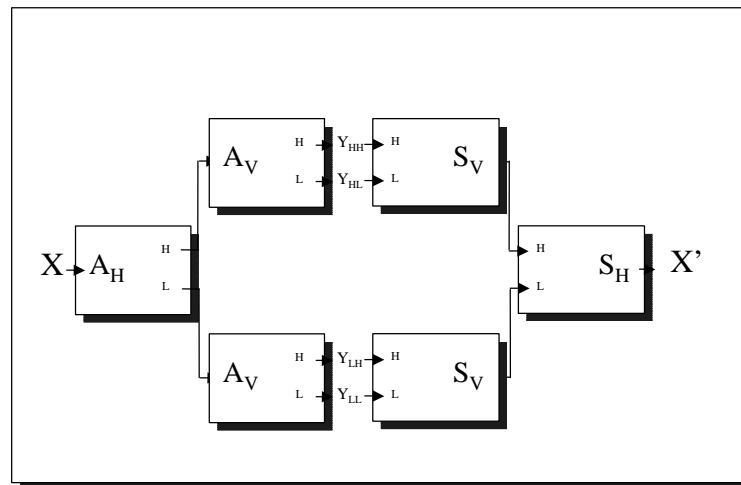 H Y_HH H
A_V S_V
L Y_HL L
H H
X A_H S_H X’
L L
H Y_LH H
A_V S_V
L Y_LL L